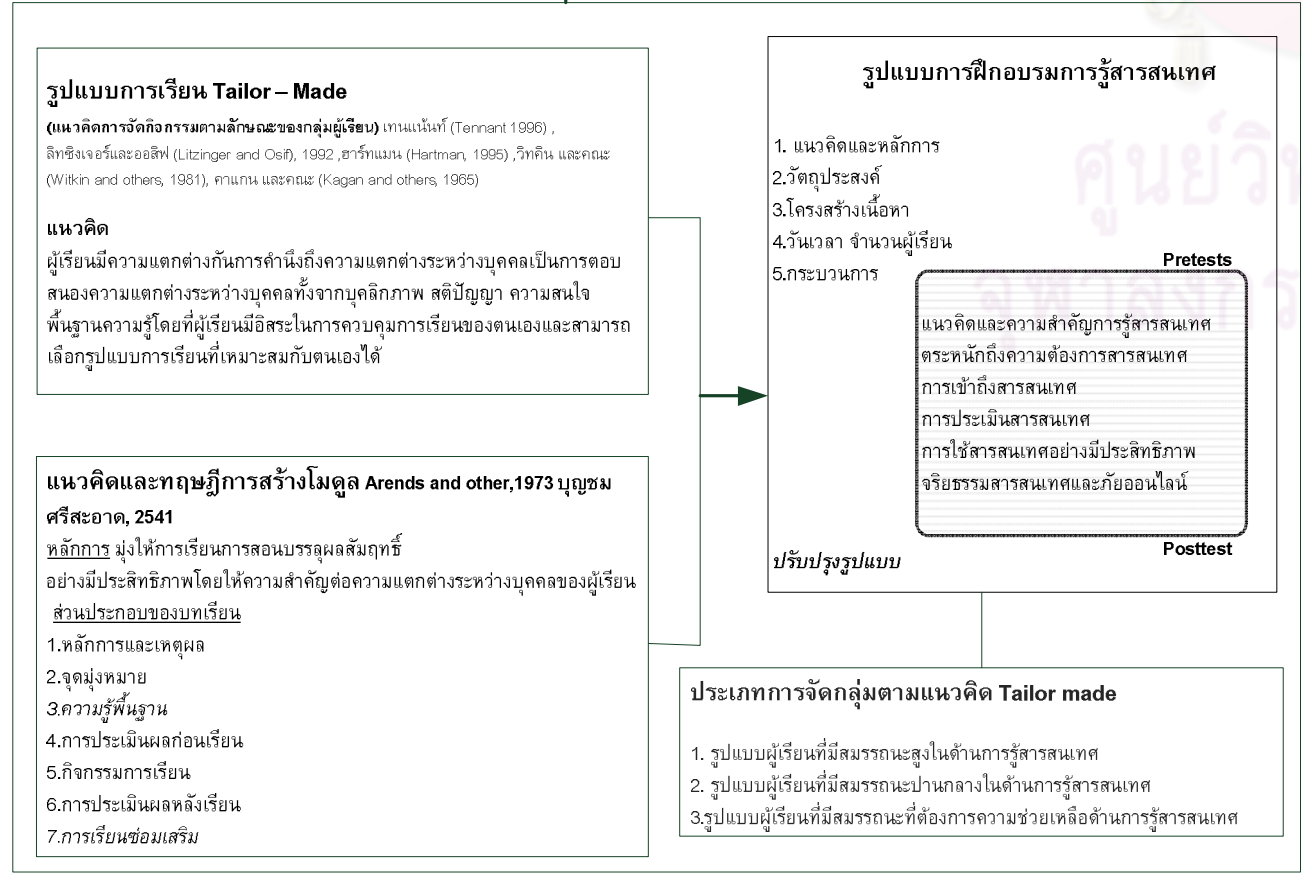 รูปแบบการเรียน Tailor – Made
(แนวคิดการจัดกิจกรรมตามลักษณะของกลุ่มผู้เรียน) เทนแน้นท์ (Tennant 1996) ,
ลิทซิงเจอร์และออสิฟ (Litzinger and Osif), 1992 ,ฮาร์ทแมน (Hartman, 1995) ,วิทคิน และคณะ
(Witkin and others, 1981), คาแกน และคณะ (Kagan and others, 1965)
แนวคิด
ผู้เรียนมีความแตกต่างกันการคำนึงถึงความแตกต่างระหว่างบุคคลเป็นการตอบ
สนองความแตกต่างระหว่างบุคคลทั้งจากบุคลิกภาพ สติปัญญา ความสนใจ
พื้นฐานความรู้โดยที่ผู้เรียนมีอิสระในการควบคุมการเรียนของตนเองและสามารถ
เลือกรูปแบบการเรียนที่เหมาะสมกับตนเองได้
แนวคิดและทฤษฎีการสร้างโมดูล Arends and other,1973 บุญชม
ศรีสะอาด, 2541
หลักการ มุ่งให้การเรียนการสอนบรรลุผลสัมฤทธิ์
อย่างมีประสิทธิภาพโดยให้ความสำคัญต่อความแตกต่างระหว่างบุคคลของผู้เรียน
ส่วนประกอบของบทเรียน
1.หลักการและเหตุผล
2.จุดมุ่งหมาย
3.ความรู้พื้นฐาน
4.การประเมินผลก่อนเรียน
5.กิจกรรมการเรียน
6.การประเมินผลหลังเรียน
7.การเรียนซ่อมเสริม
รูปแบบการฝึกอบรมการรู้สารสนเทศ
1. แนวคิดและหลักการ
2.วัตถุประสงค์
3.โครงสร้างเนื้อหา
4.วันเวลา จำนวนผู้เรียน
5.กระบวนการ
Pretests
แนวคิดและความสำคัญการรู้สารสนเทศ
ตระหนักถึงความต้องการสารสนเทศ
การเข้าถึงสารสนเทศ
การประเมินสารสนเทศ
การใช้สารสนเทศอย่างมีประสิทธิภาพ
จริยธรรมสารสนเทศและภัยออนไลน์
Posttest
ปรับปรุงรูปแบบ
ประเภทการจัดกลุ่มตามแนวคิด Tailor made
1. รูปแบบผู้เรียนที่มีสมรรถนะสูงในด้านการรู้สารสนเทศ
2. รูปแบบผู้เรียนที่มีสมรรถนะปานกลางในด้านการรู้สารสนเทศ
3.รูปแบบผู้เรียนที่มีสมรรถนะที่ต้องการความช่วยเหลือด้านการรู้สารสนเทศ